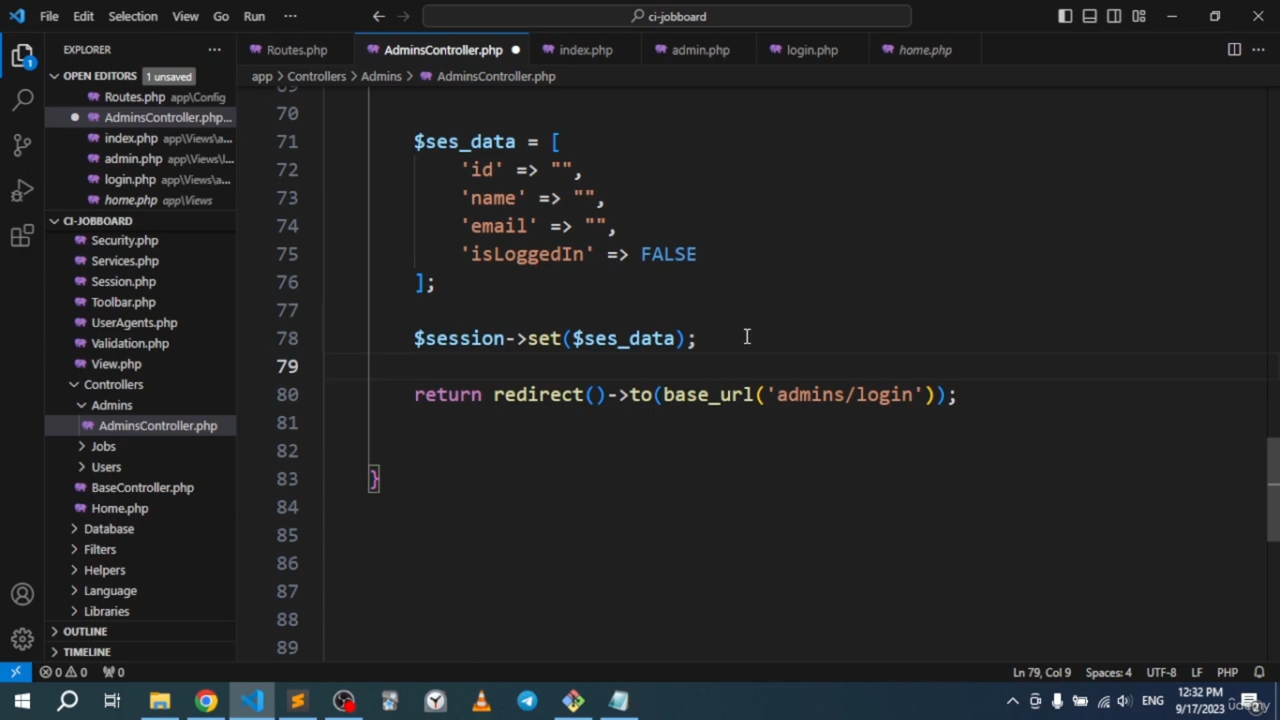 File Edit Selection View Go Run ··· ci-jobboard
EXPLORER ···
Routes.php AdminsController.php index.php admin.php login.php home.php
OPEN EDITORS 1 unsaved
app > Controllers > Admins > AdminsController.php
Routes.php app\Config
AdminsController.php...
index.php app\Views\a...
admin.php app\Views\l...
login.php app\Views\a...
home.php app\Views
CI-JOBBOARD
Security.php
Services.php
Session.php
Toolbar.php
UserAgents.php
Validation.php
View.php
Controllers
Admins
AdminsController.php
Jobs
Users
BaseController.php
Home.php
Database
Filters
Helpers
Language
Libraries
OUTLINE
TIMELINE
69
70
71 $ses_data = [
72 'id' => "",
73 'name' => "",
74 'email' => "",
75 'isLoggedIn' => FALSE
76 ];
77
78 $session->set($ses_data);
79
80 return redirect()->to(base_url('admins/login'));
81
82
83 }
84
85
86
87
88
89
0 0 0 Ln 79, Col 9 Spaces: 4 UTF-8 LF PHP
ENG 12:32 PM
9/17/2023
udemy